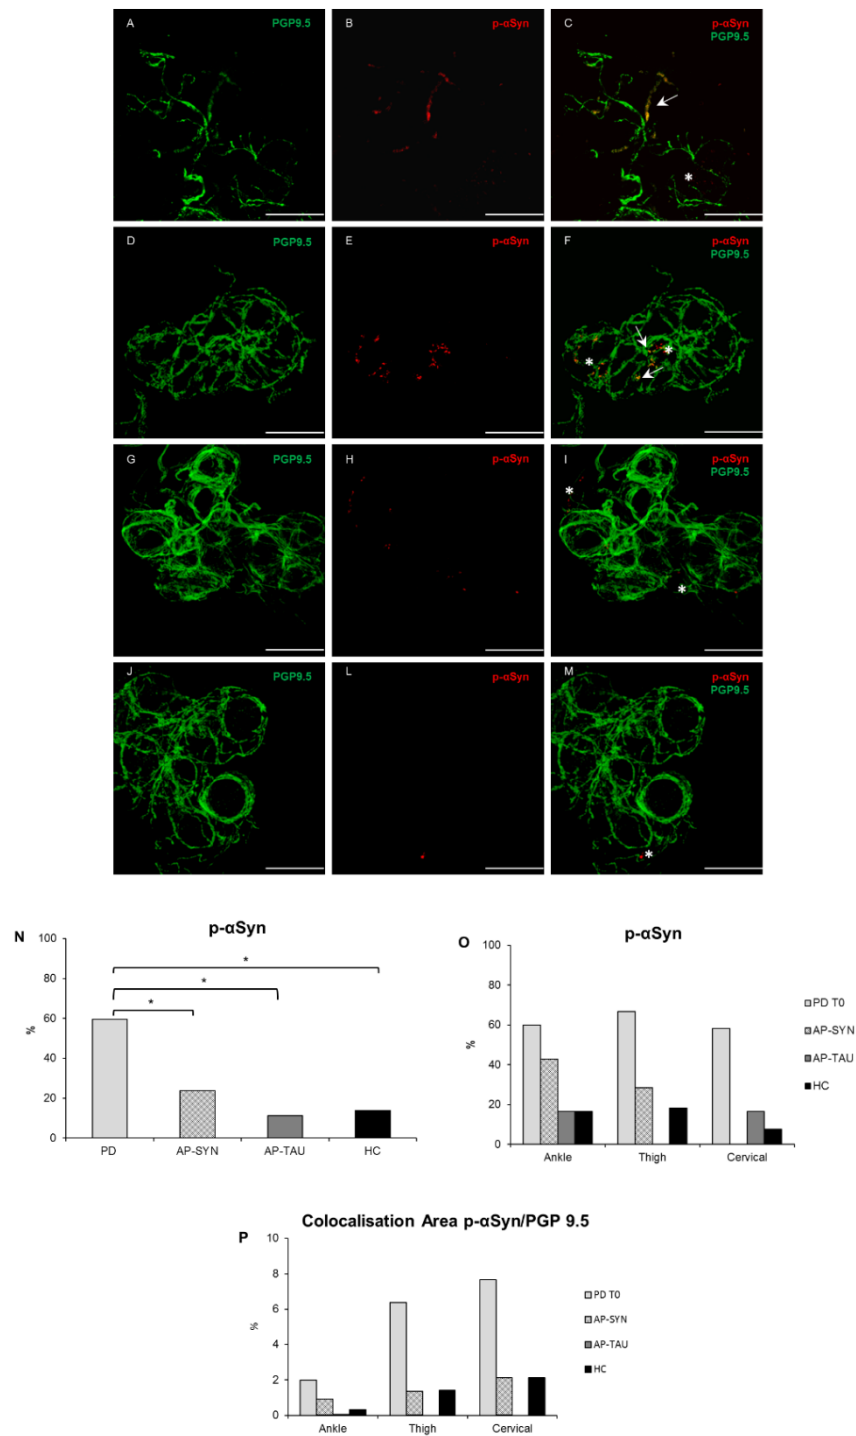 A PGP9.5
B p-αSyn
C p-αSyn
PGP9.5
*
D PGP9.5
E p-αSyn
F p-αSyn
PGP9.5
* *
G PGP9.5
H p-αSyn
I p-αSyn
PGP9.5
*
*
J PGP9.5
L p-αSyn
M p-αSyn
PGP9.5
*
N p-αSyn
100
80
60
40
20
0
%
*
*
*
PD AP-SYN AP-TAU HC
O p-αSyn
100
80
60
40
20
0
%
Ankle Thigh Cervical
PD T0
AP-SYN
AP-TAU
HC
P Colocalisation Area p-αSyn/PGP 9.5
10
8
6
4
2
0
%
Ankle Thigh Cervical
PD T0
AP-SYN
AP-TAU
HC